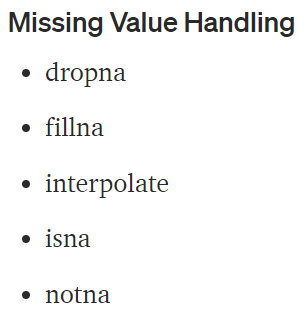 Missing Value Handling
• dropna
• fillna
• interpolate
• isna
• notna